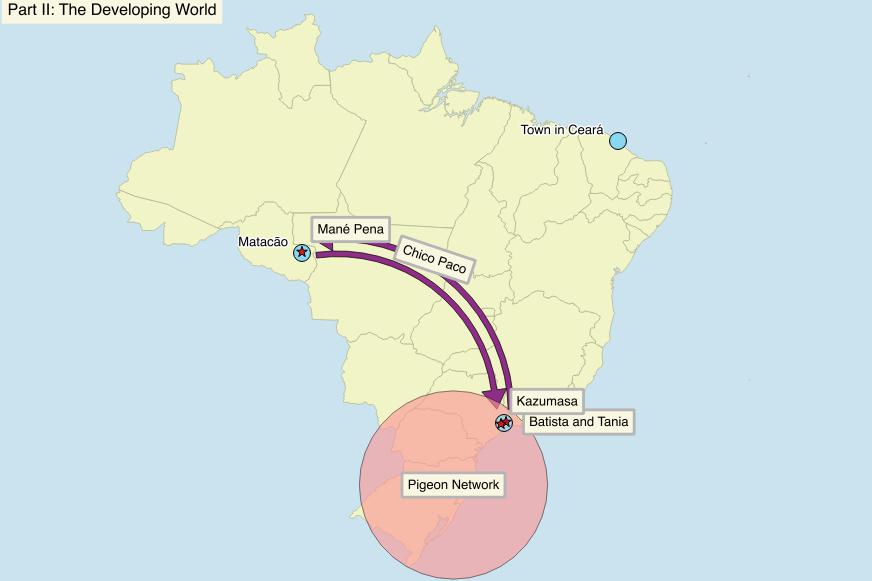 Part II: The Developing World
Town in Ceará
Mané Pena
Matacão
Chico Paco
Kazumasa
Batista and Tania
Pigeon Network